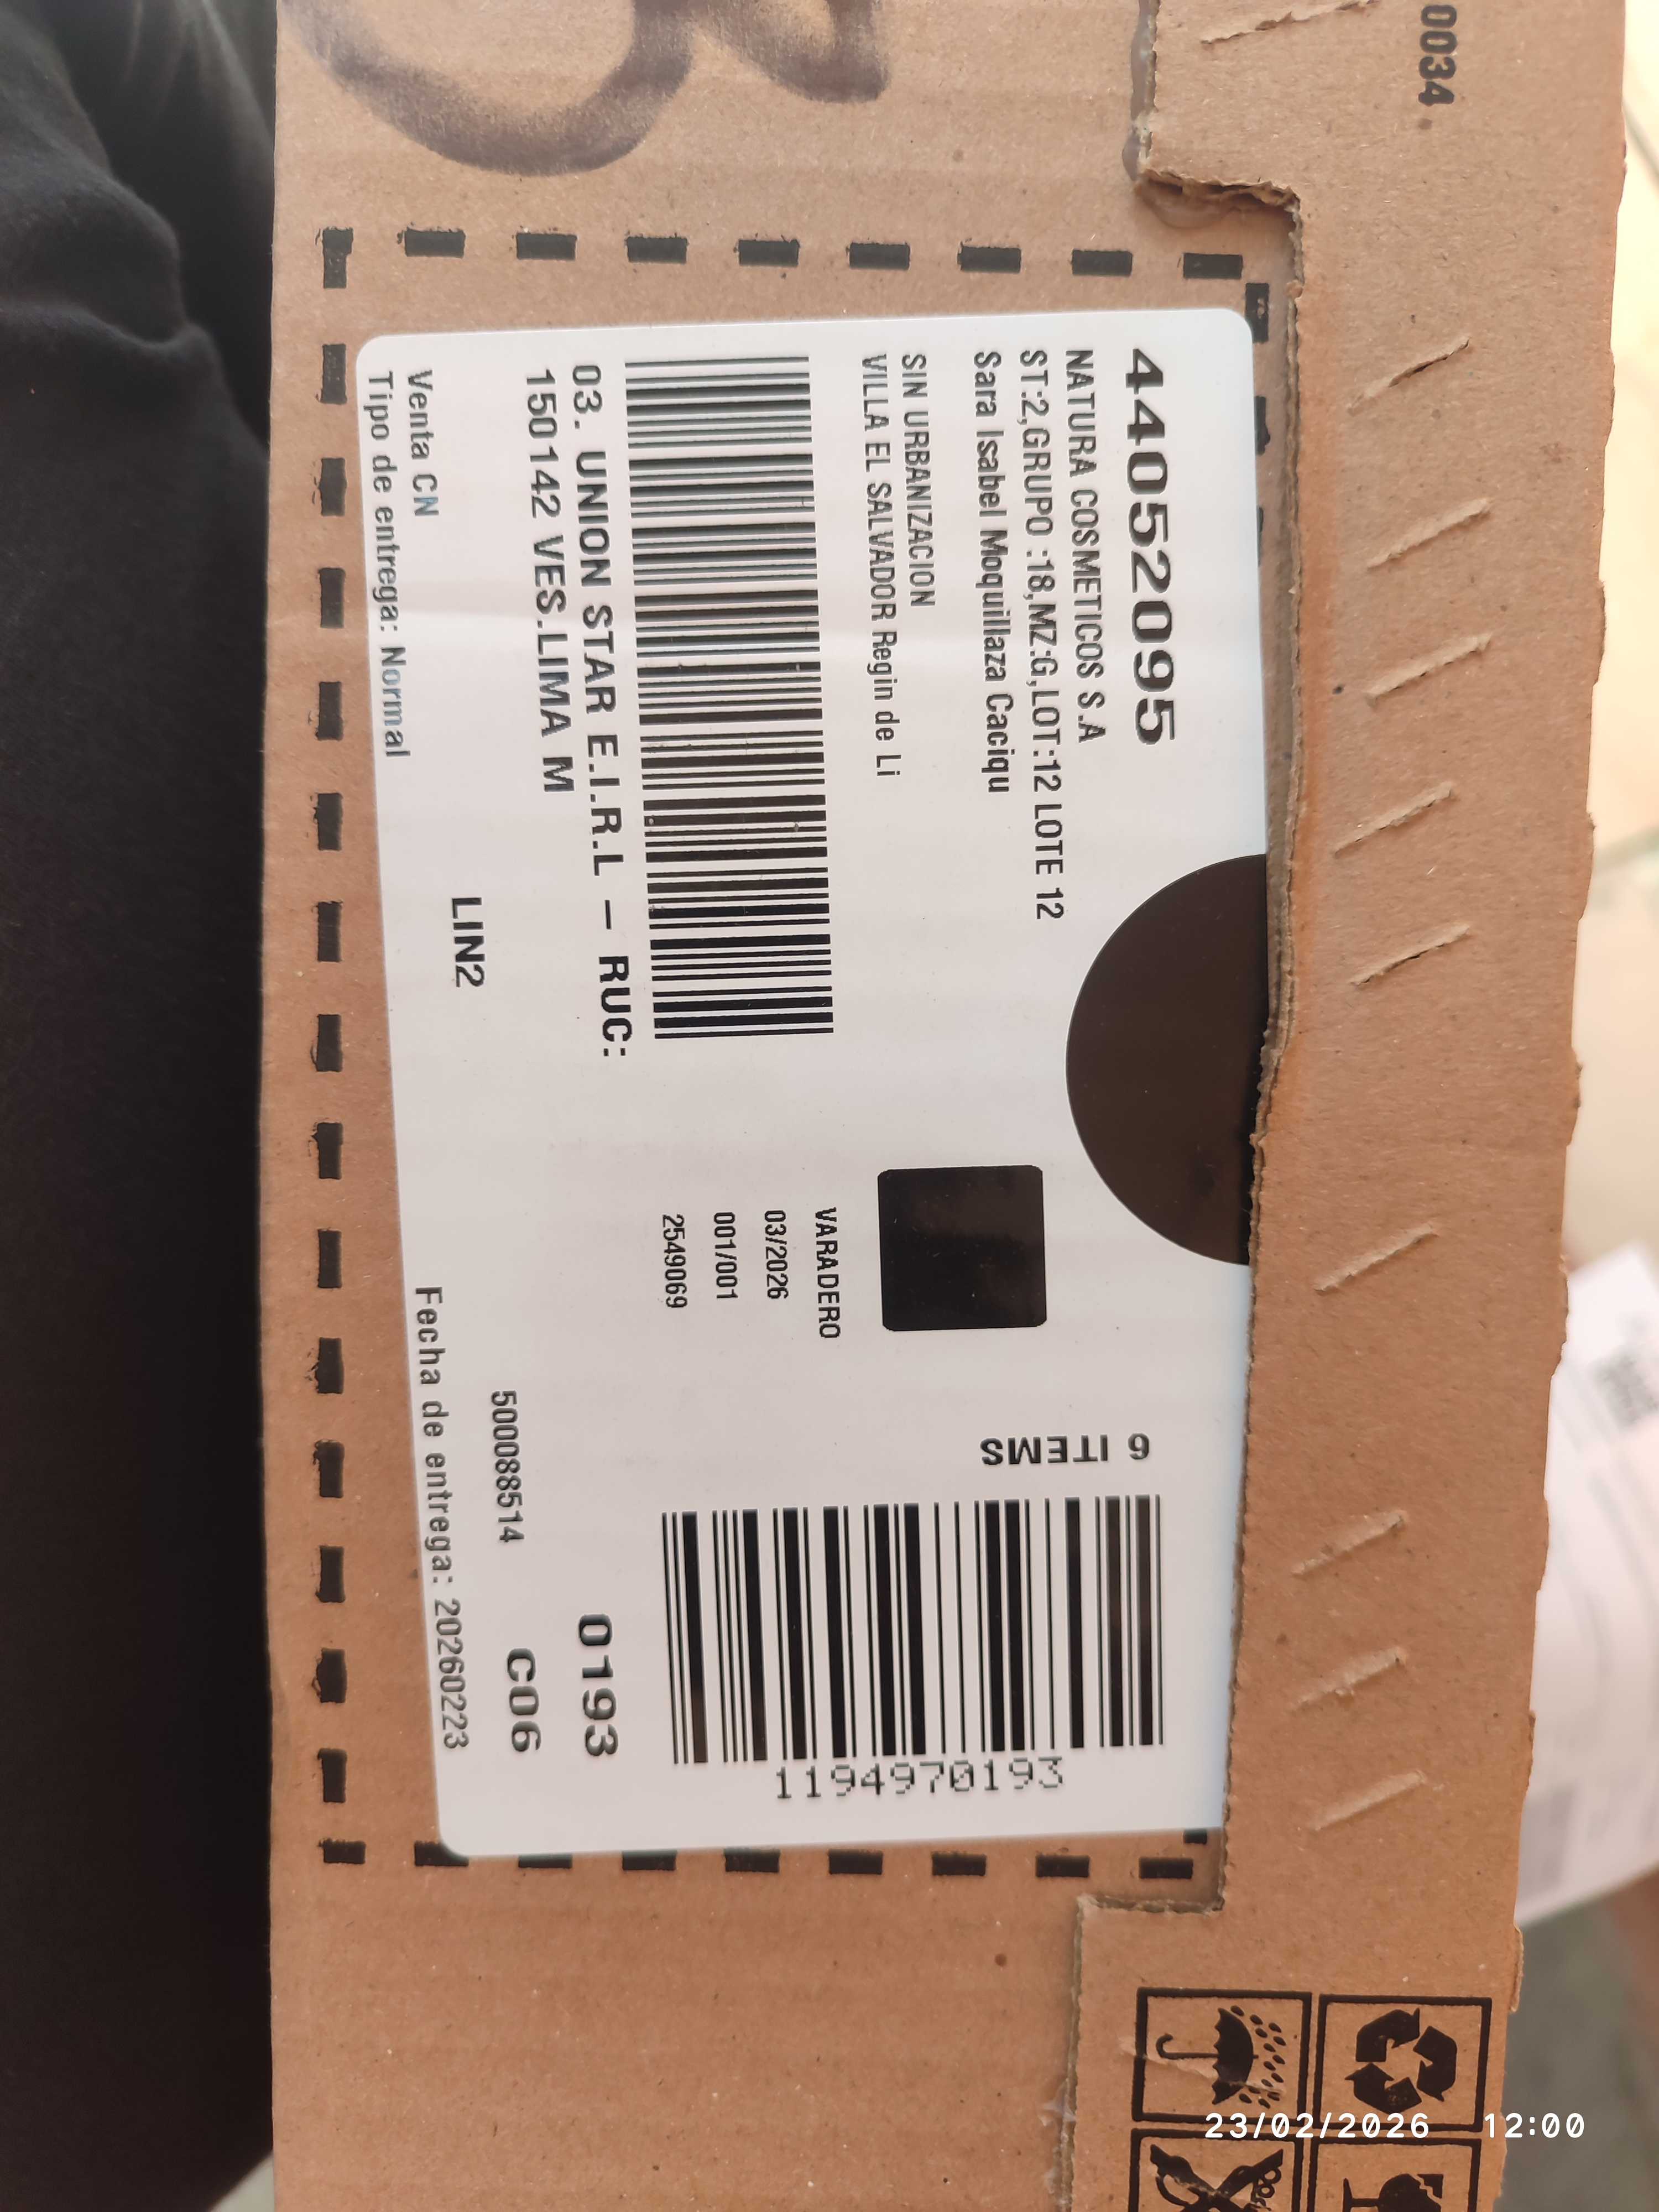 0034
44052095
NATURA COSMETICOS S.A
ST:2,GRUPO :18,MZ:G,LOT:12 LOTE 12
Sara Isabel Moquillaza Caciqu
SIN URBANIZACION
VILLA EL SALVADOR Regin de Li
03. UNION STAR E.I.R.L - RUC:
150142 VES.LIMA M
LIN2
Venta CN
Tipo de entrega: Normal
VARADERO
03/2026
001/001
2549069
6 ITEMS
1194970193
0193
C06
500088514
Fecha de entrega: 20260223
23/02/2026 12:00